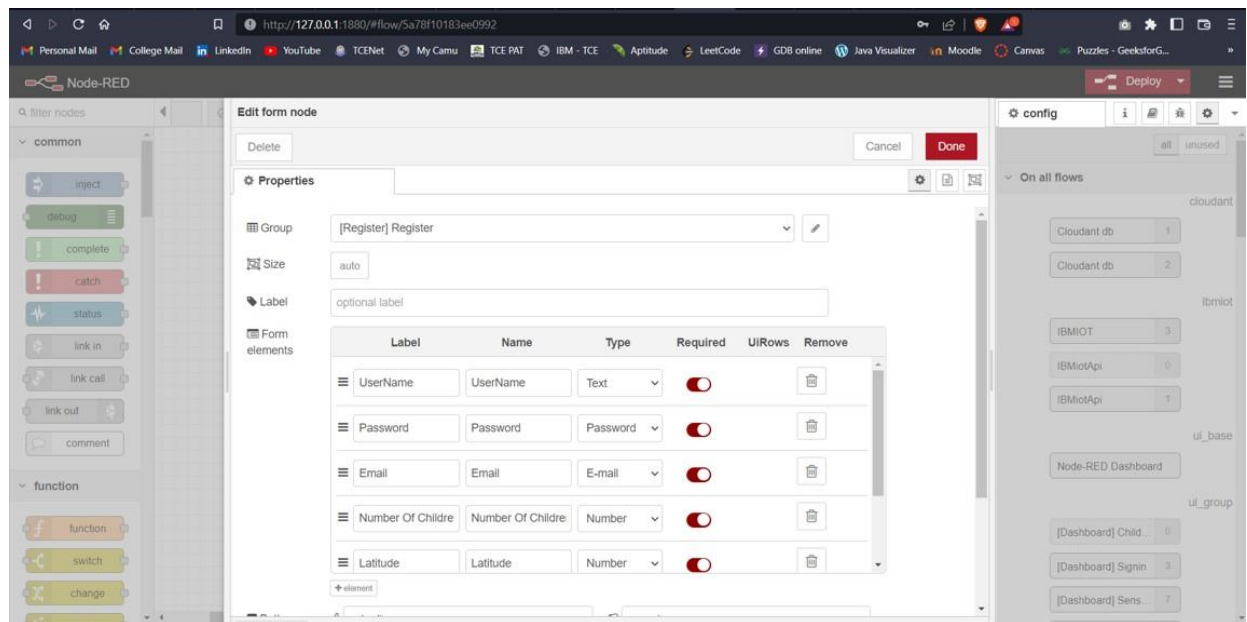 http://127.0.0.1:1880/#flow/5a78f10183ee0992
Personal Mail College Mail LinkedIn YouTube TCENet My Camu TCE PAT IBM - TCE Aptitude LeetCode GDB online Java Visualizer Moodle Canvas Puzzles - GeeksforG... »
Node-RED Deploy
filter nodes
Edit form node
config
common
Delete Cancel Done
all unused
Properties
On all flows
inject
cloudant
debug
Group [Register] Register
Cloudant db 1
complete
Size auto
Cloudant db 2
catch
Label optional label
ibmiot
status
Form elements
Label Name Type Required UiRows Remove
IBMIOT 3
link in
UserName UserName Text
IBMiotApi 0
link call
IBMiotApi 1
link out
Password Password Password
comment
ui_base
Email Email E-mail
Node-RED Dashboard
function
ui_group
Number Of Childre Number Of Childre Number
function
[Dashboard] Child... 0
switch
Latitude Latitude Number
[Dashboard] Signin 3
change
+ element
[Dashboard] Sens... 7